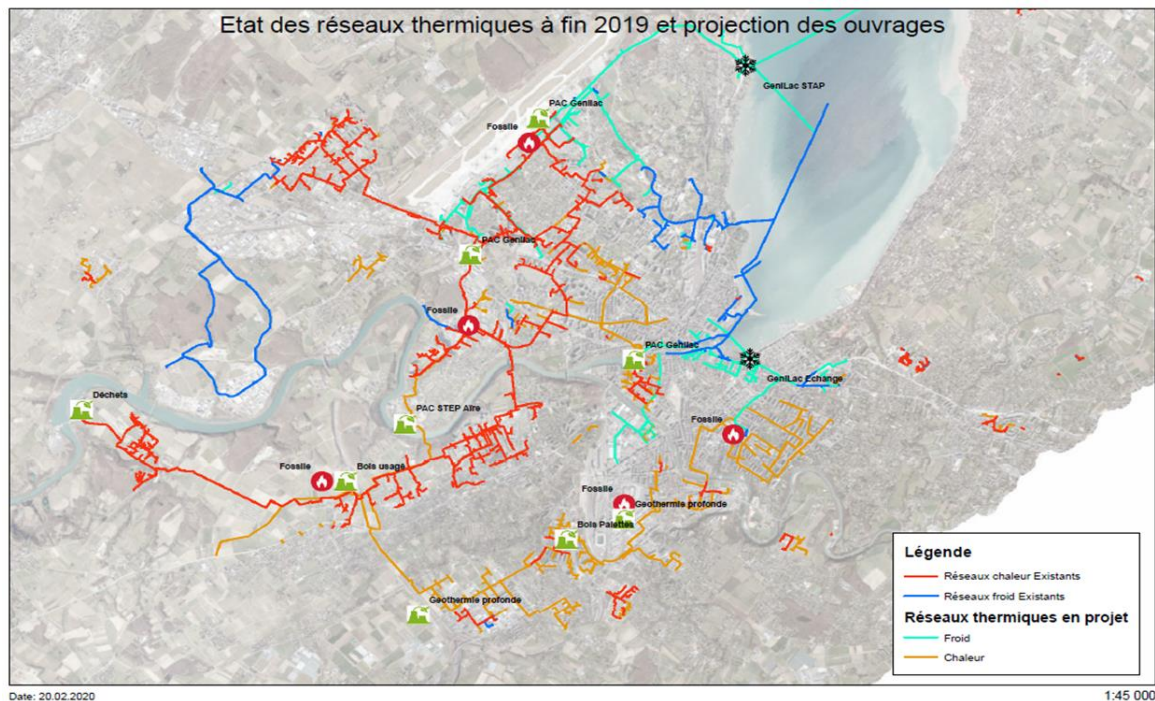 Etat des réseaux thermiques à fin 2019 et projection des ouvrages
GeniLac STAP
PAC Genilac
Fossile
PAC Genilac
Fossile
PAC Genilac
GeniLac Echange
Déchets
PAC STEP Aïre
Fossile
Fossile
Bois usagé
Fossile
Géothermie profonde
Bois Palettes
Géothermie profonde
Légende
Réseaux chaleur Existants
Réseaux froid Existants
Réseaux thermiques en projet
Froid
Chaleur
Date: 20.02.2020
1:45 000